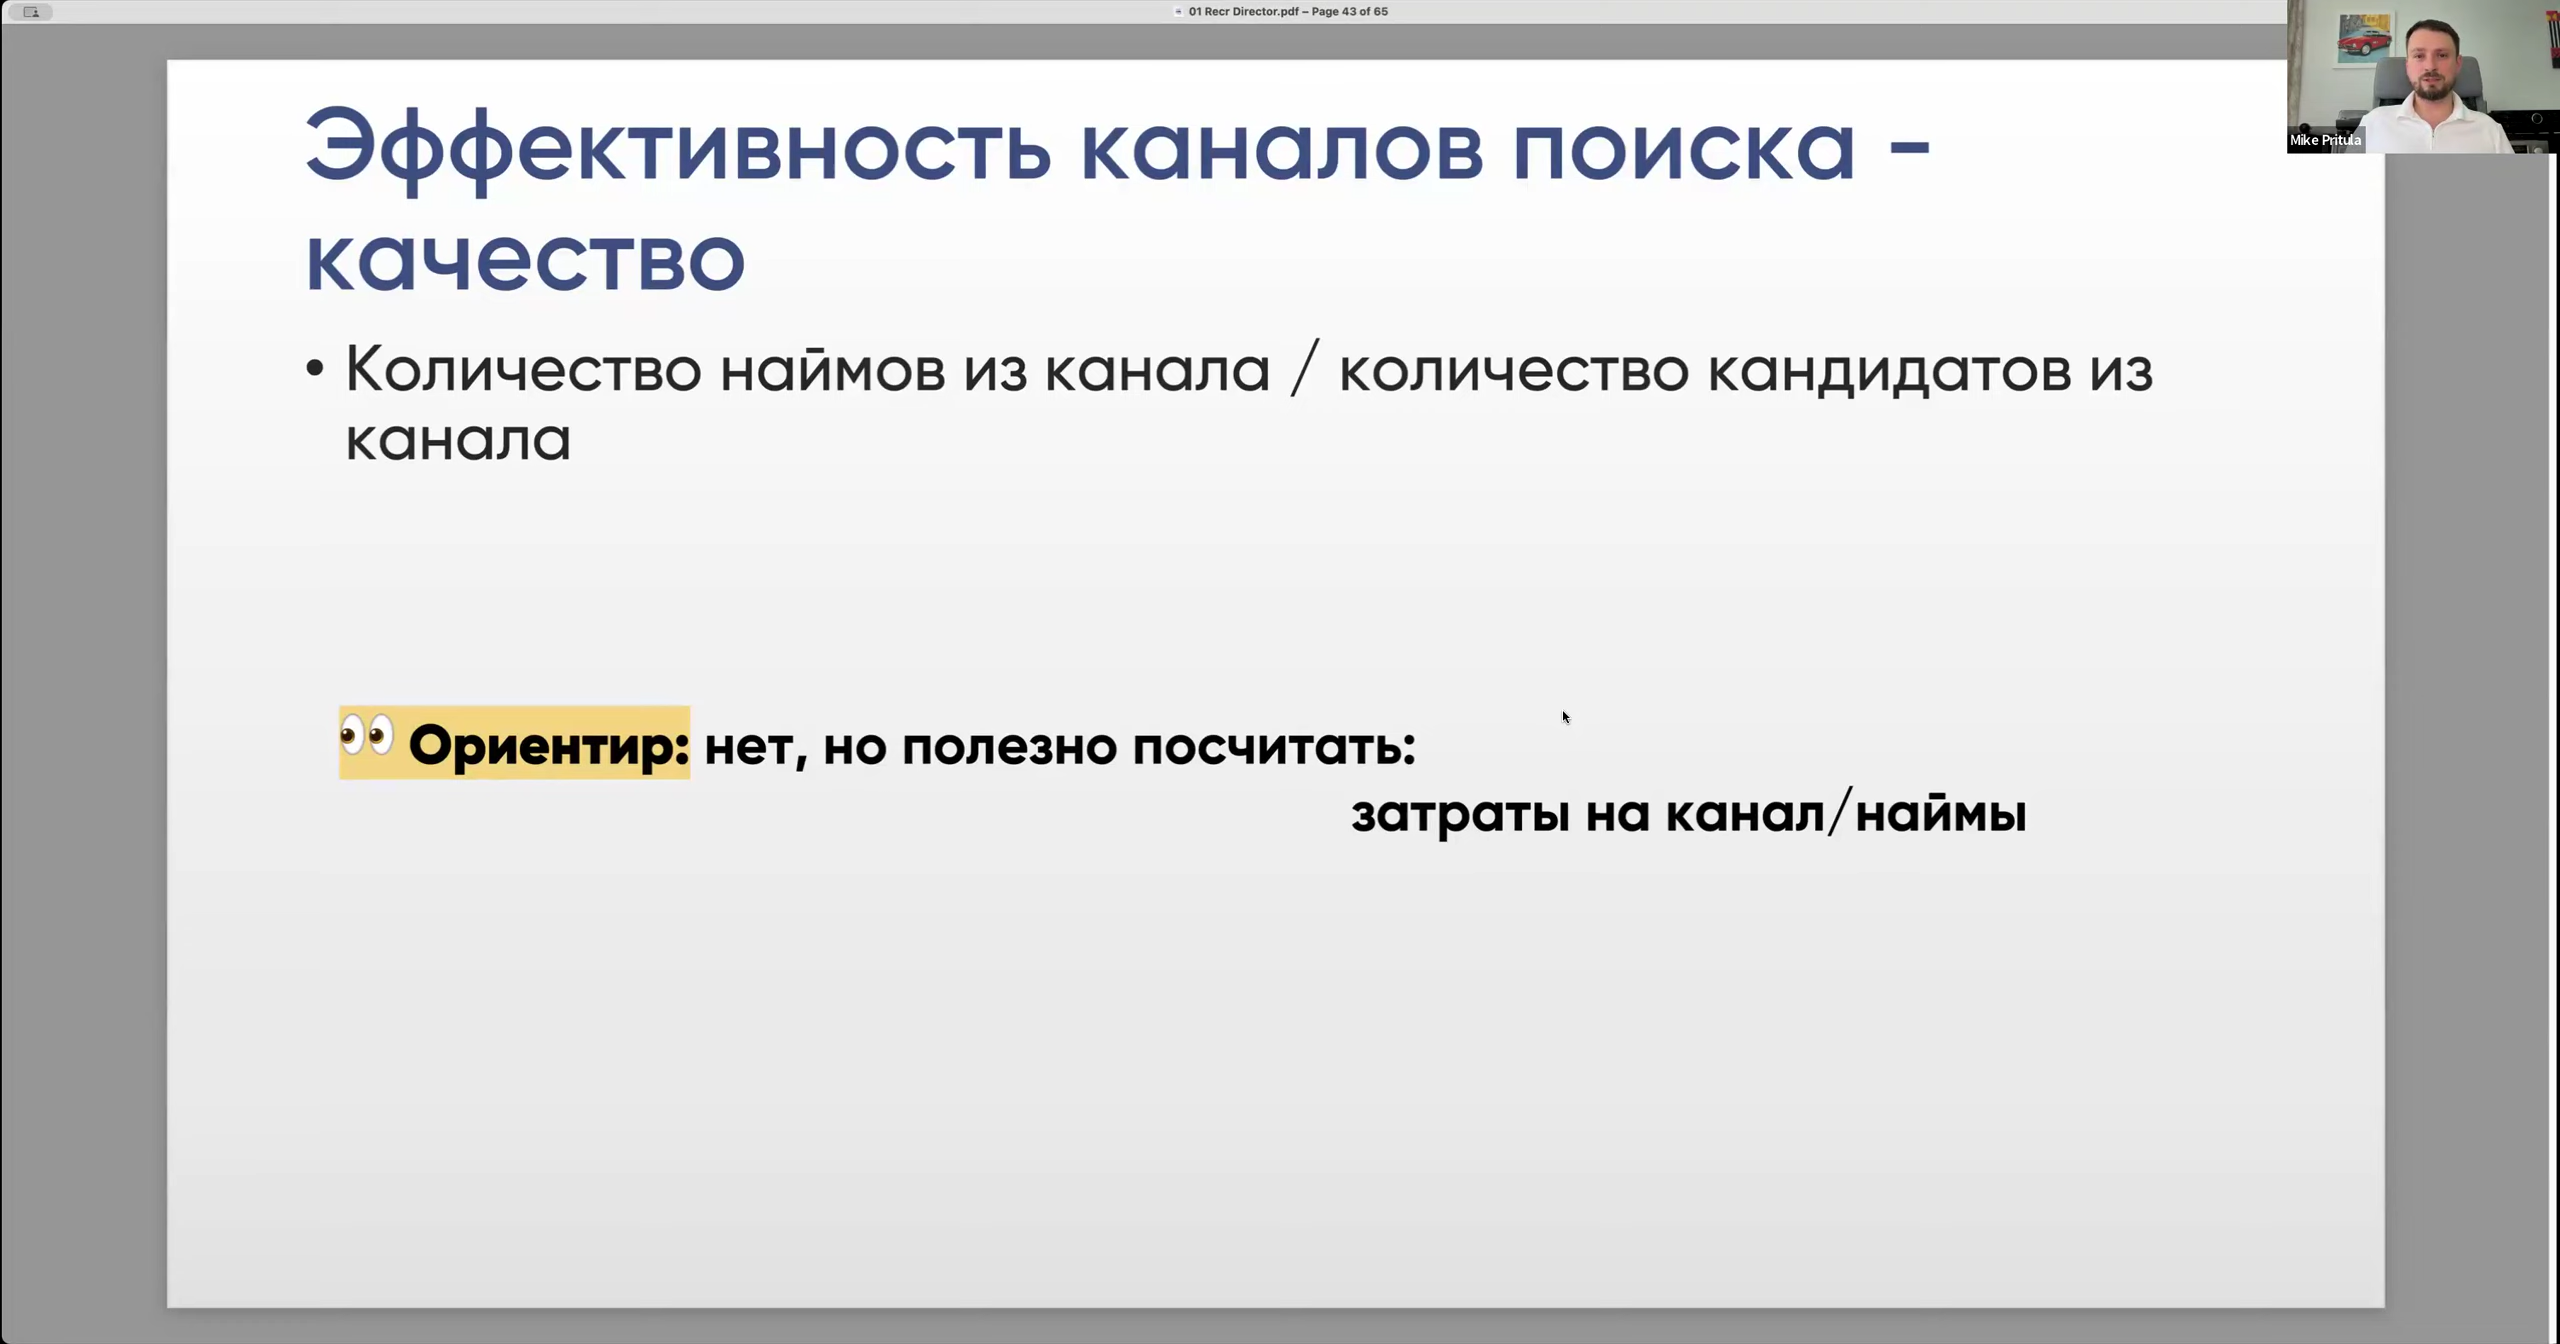 01 Recr Director.pdf – Page 43 of 65
Mike Pritula
Эффективность каналов поиска -
качество
• Количество наймов из канала / количество кандидатов из
канала
👀 Ориентир: нет, но полезно посчитать:
затраты на канал/наймы